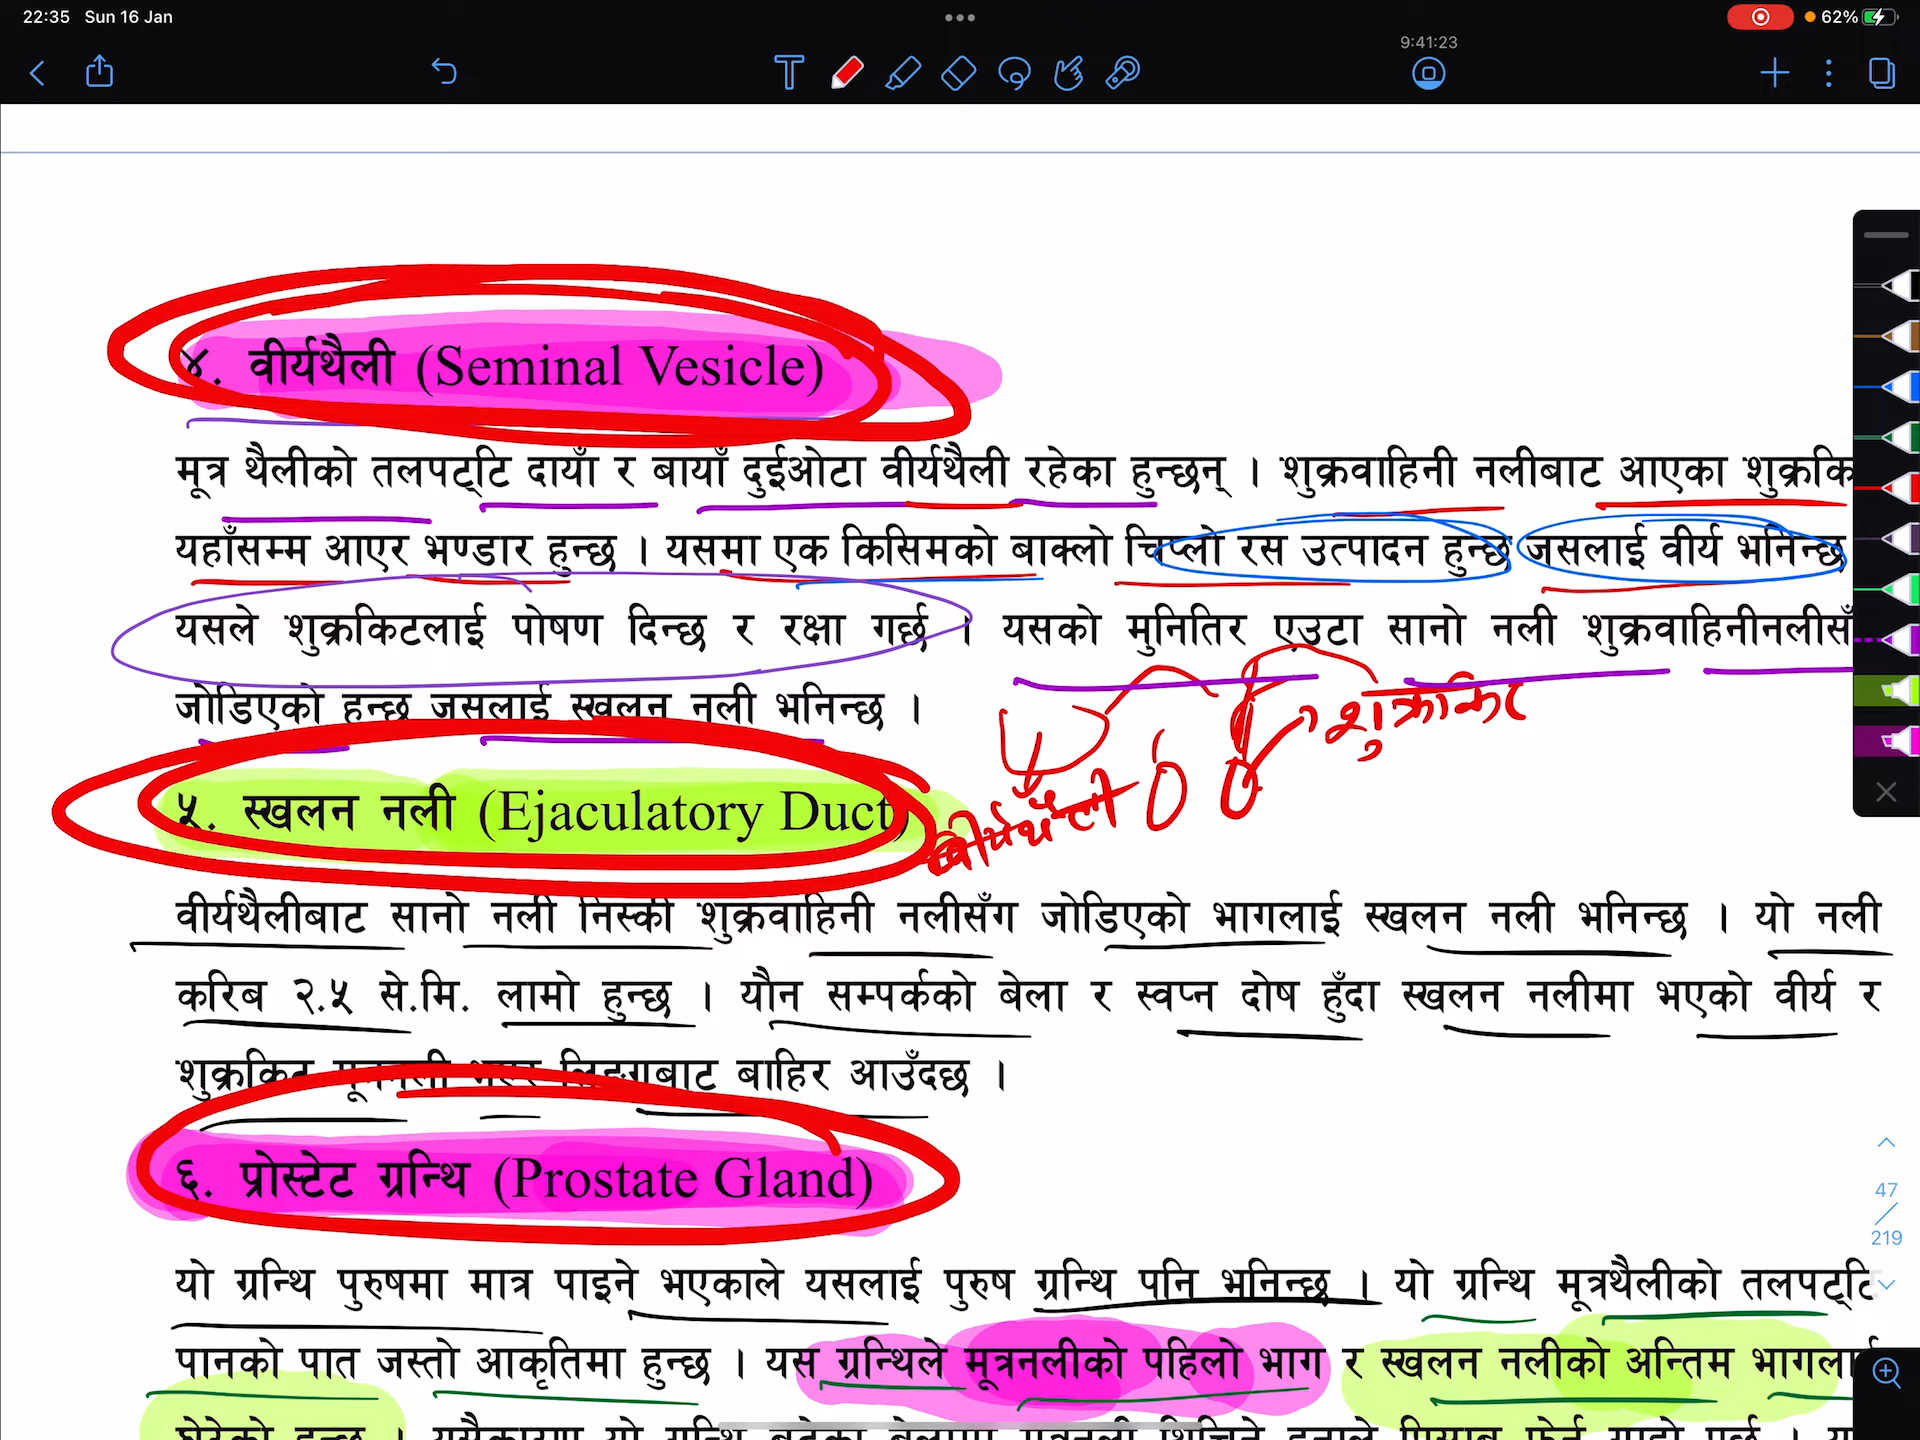 22:35 Sun 16 Jan
62%
9:41:23
४. वीर्यथैली (Seminal Vesicle)
मूत्र थैलीको तलपट्टि दायाँ र बायाँ दुईओटा वीर्यथैली रहेका हुन्छन् । शुक्रवाहिनी नलीबाट आएका शुक्रकि
यहाँसम्म आएर भण्डार हुन्छ । यसमा एक किसिमको बाक्लो चिप्लो रस उत्पादन हुन्छ जसलाई वीर्य भनिन्छ
यसले शुक्रकिटलाई पोषण दिन्छ र रक्षा गर्छ । यसको मुनितिर एउटा सानो नली शुक्रवाहिनीनलीसँ
जोडिएको हुन्छ जसलाई स्खलन नली भनिन्छ ।
शुक्रकिट
वीर्यथैली
५. स्खलन नली (Ejaculatory Duct)
वीर्यथैलीबाट सानो नली निस्की शुक्रवाहिनी नलीसँग जोडिएको भागलाई स्खलन नली भनिन्छ । यो नली
करिब २.५ से.मि. लामो हुन्छ । यौन सम्पर्कको बेला र स्वप्न दोष हुँदा स्खलन नलीमा भएको वीर्य र
शुक्रकिट मूत्रनली भएर लिङ्गबाट बाहिर आउँदछ ।
६. प्रोस्टेट ग्रन्थि (Prostate Gland)
यो ग्रन्थि पुरुषमा मात्र पाइने भएकाले यसलाई पुरुष ग्रन्थि पनि भनिन्छ । यो ग्रन्थि मूत्रथैलीको तलपट्टि
पानको पात जस्तो आकृतिमा हुन्छ । यस ग्रन्थिले मूत्रनलीको पहिलो भाग र स्खलन नलीको अन्तिम भागला
47
219